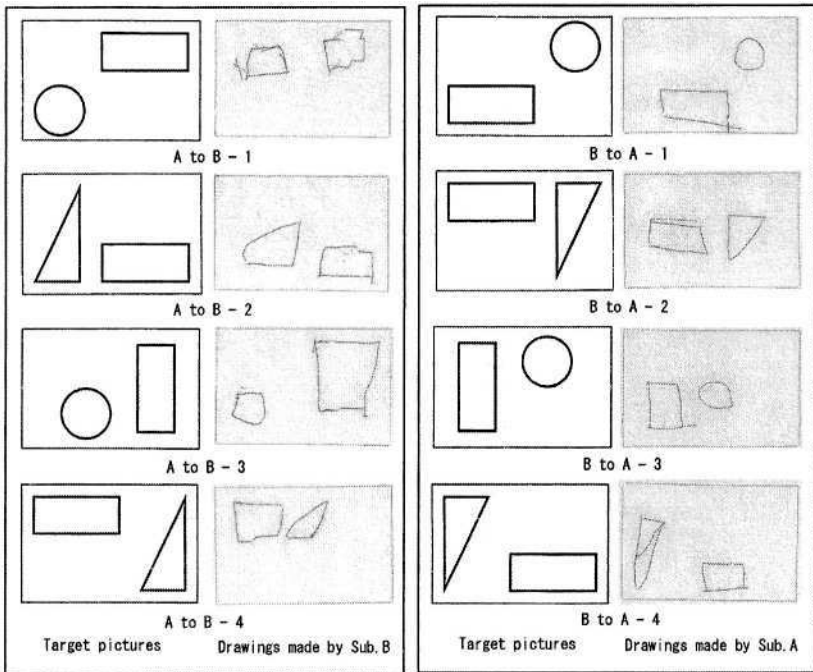 A to B - 1
A to B - 2
A to B - 3
A to B - 4
Target pictures
Drawings made by Sub.B
B to A - 1
B to A - 2
B to A - 3
B to A - 4
Target pictures
Drawings made by Sub.A